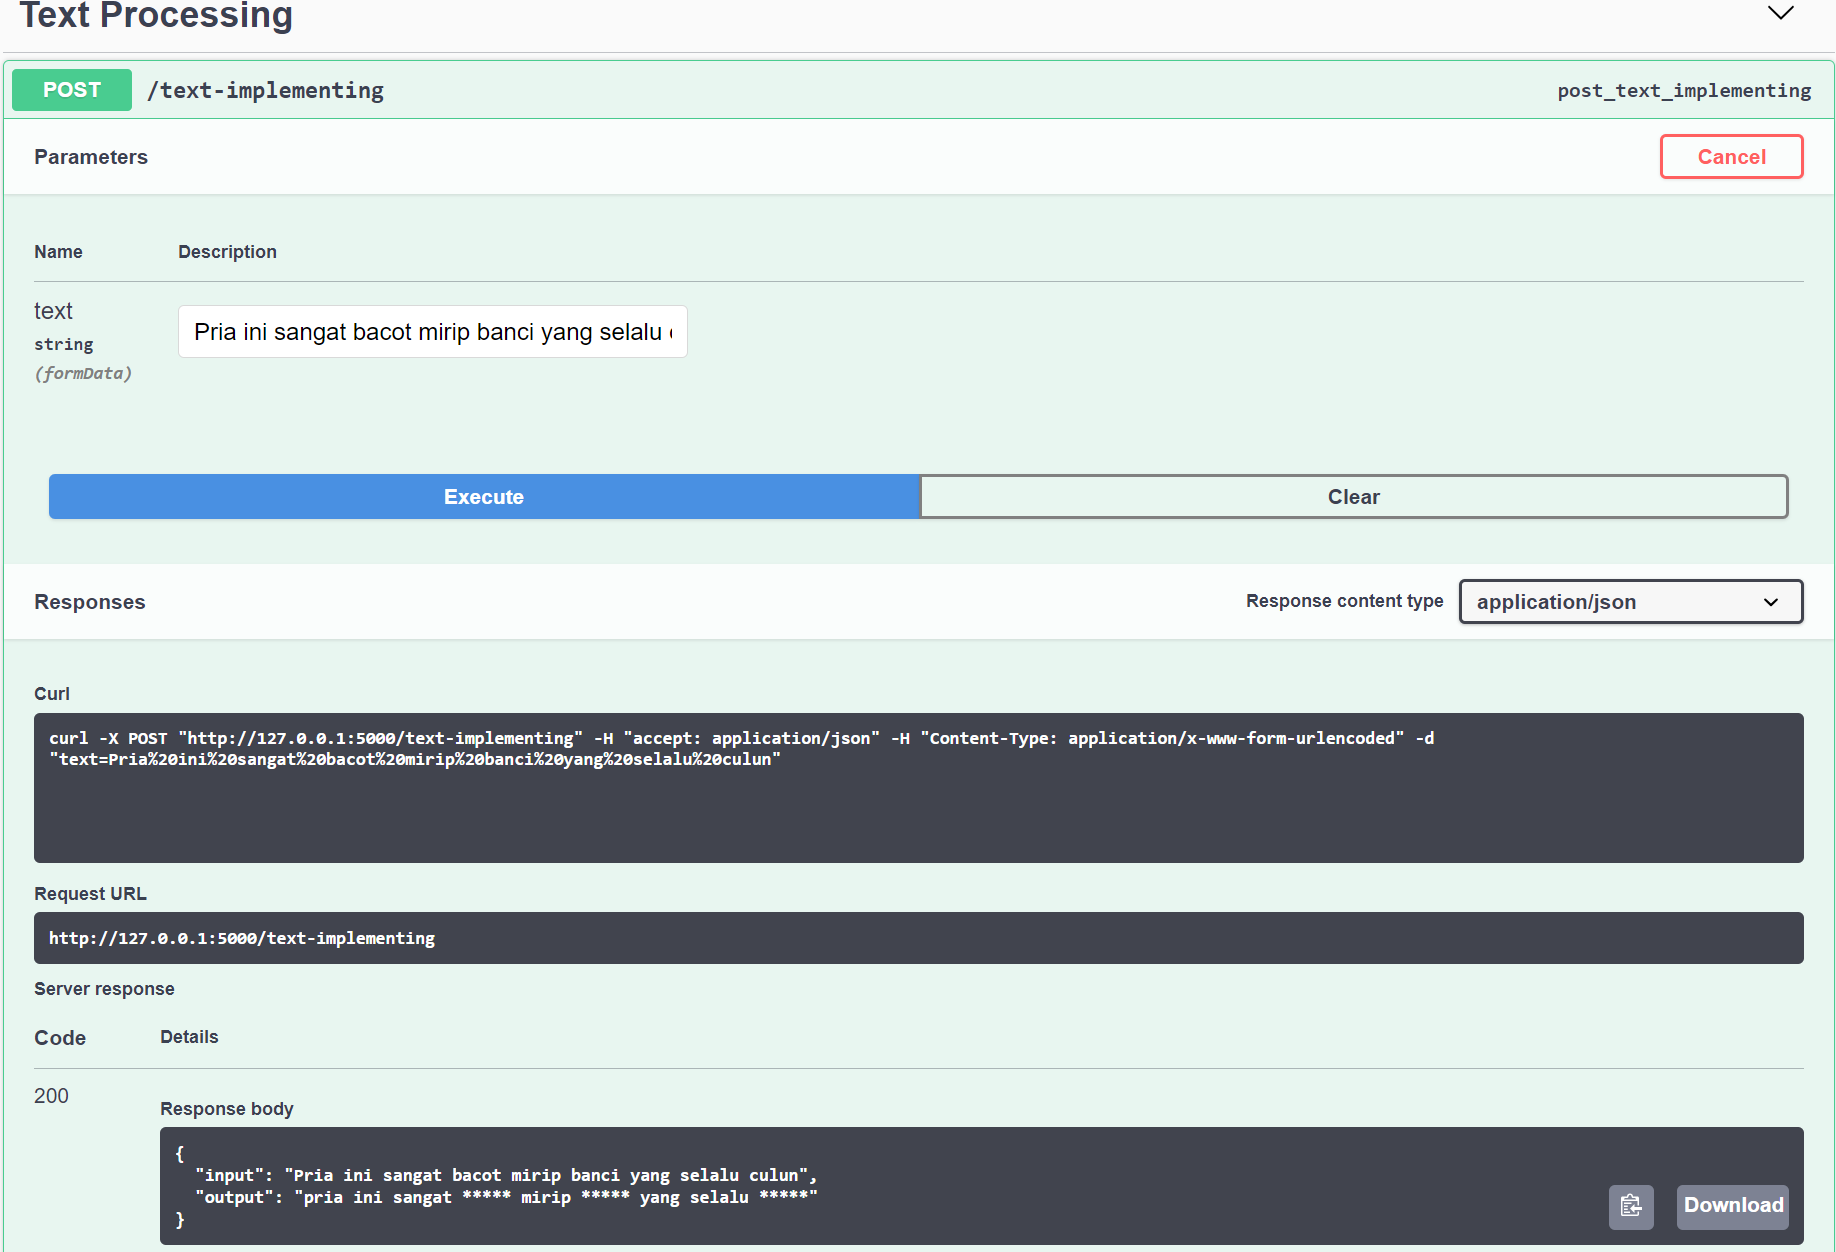 Text Processing
POST /text-implementing post_text_implementing
Parameters Cancel
Name Description
text
string
(formData)
Pria ini sangat bacot mirip banci yang selalu
Execute Clear
Responses Response content type application/json
Curl
curl -X POST "http://127.0.0.1:5000/text-implementing" -H "accept: application/json" -H "Content-Type: application/x-www-form-urlencoded" -d
"text=Pria%20ini%20sangat%20bacot%20mirip%20banci%20yang%20selalu%20culun"
Request URL
http://127.0.0.1:5000/text-implementing
Server response
Code Details
200
Response body
{
"input": "Pria ini sangat bacot mirip banci yang selalu culun",
"output": "pria ini sangat ***** mirip ***** yang selalu *****"
}
Download